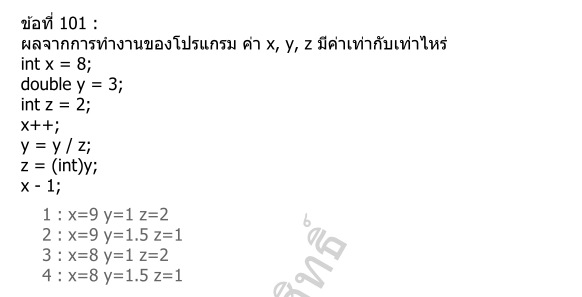 ข้อที่ 101 :
ผลจากการทำงานของโปรแกรม ค่า x, y, z มีค่าเท่ากับเท่าไหร่
int x = 8;
double y = 3;
int z = 2;
x++;
y = y / z;
z = (int)y;
x - 1;
1 : x=9 y=1 z=2
2 : x=9 y=1.5 z=1
3 : x=8 y=1 z=2
4 : x=8 y=1.5 z=1